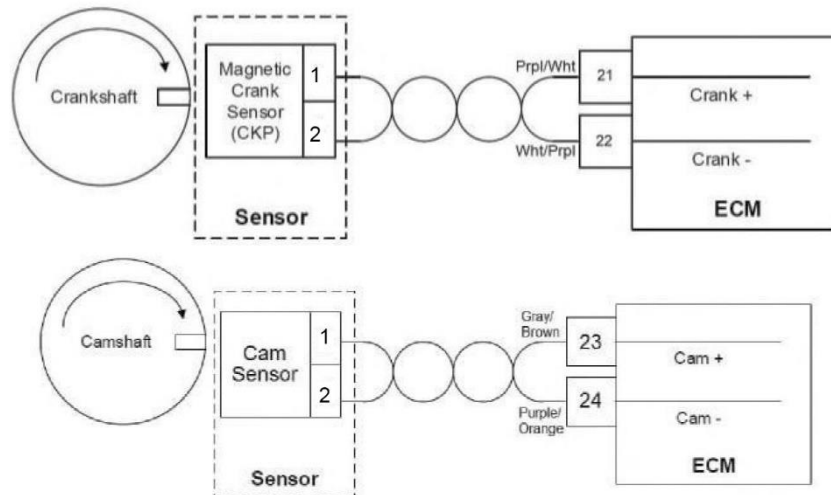 Crankshaft
Magnetic
Crank
Sensor
(CKP)
1
2
Sensor
Prpl/Wht
21
Crank +
Wht/Prpl
22
Crank -
ECM
Camshaft
Cam
Sensor
1
2
Sensor
Gray/
Brown
23
Cam +
24
Purple/
Orange
Cam -
ECM